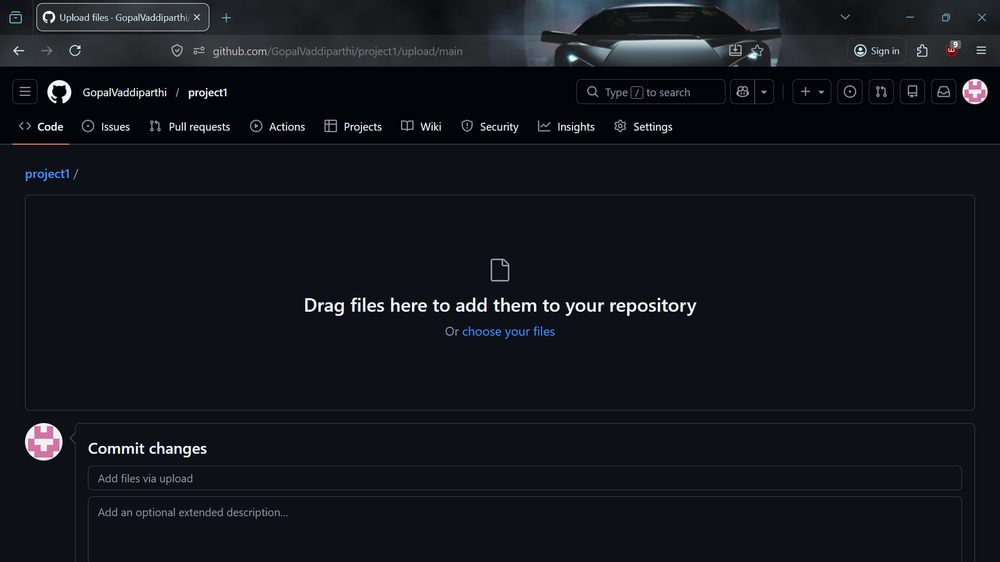 Upload files · GopalVaddiparthi/
github.com/GopalVaddiparthi/project1/upload/main
Sign in
9
GopalVaddiparthi / project1
Type / to search
Code
Issues
Pull requests
Actions
Projects
Wiki
Security
Insights
Settings
project1 /
Drag files here to add them to your repository
Or choose your files
Commit changes
Add files via upload
Add an optional extended description...